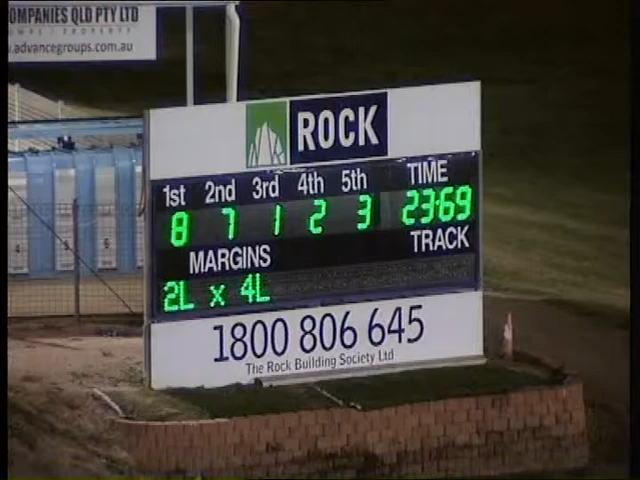 OMPANIES QLD PTY LTD
www.advancegroups.com.au
ROCK
1st 2nd 3rd 4th 5th TIME
8 7 1 2 3 23:69
MARGINS TRACK
2L x 4L
1800 806 645
The Rock Building Society Ltd